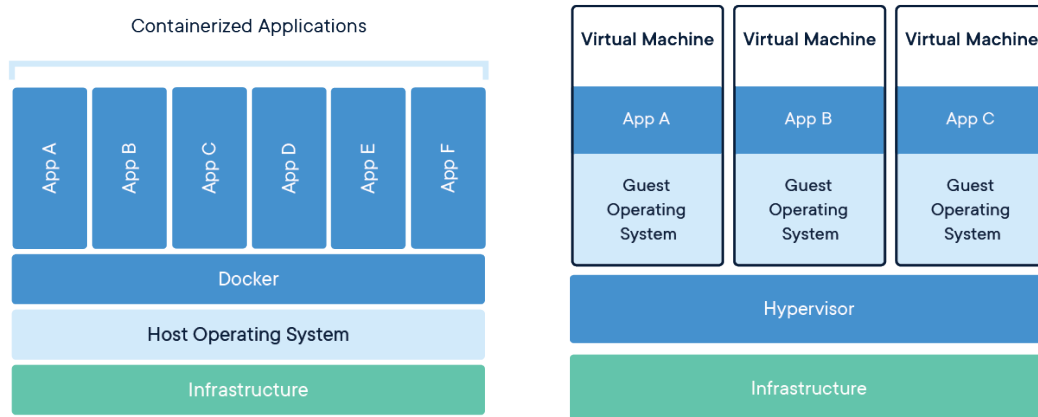 Containerized Applications
App A
App B
App C
App D
App E
App F
Docker
Host Operating System
Infrastructure
Virtual Machine
App A
Guest
Operating
System
Virtual Machine
App B
Guest
Operating
System
Virtual Machine
App C
Guest
Operating
System
Hypervisor
Infrastructure